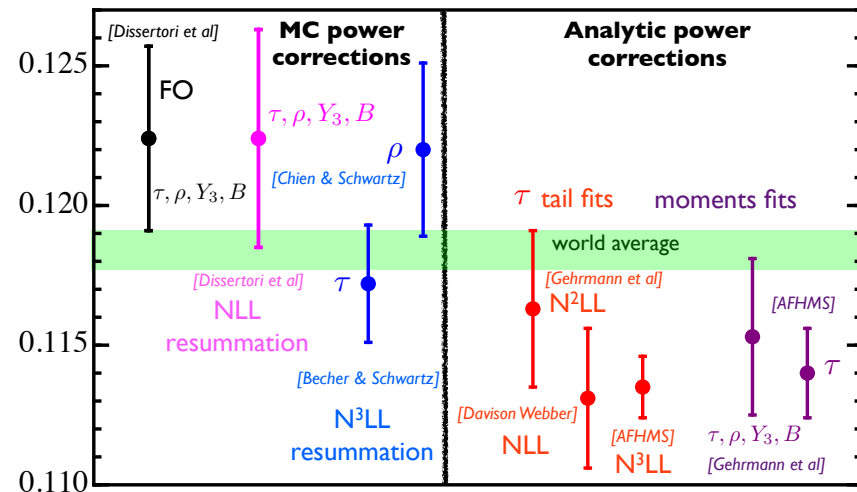 0.125
0.120
0.115
0.110
MC power
corrections
Analytic power
corrections
[Dissertori et al]
FO
τ, ρ, Y₃, B
τ, ρ, Y₃, B
[Dissertori et al]
NLL
resummation
ρ
[Chien & Schwartz]
τ
[Becher & Schwartz]
N³LL
resummation
τ tail fits
moments fits
world average
[Gehrmann et al]
N²LL
[Davison Webber]
NLL
[AFHMS]
N³LL
[AFHMS]
τ
τ, ρ, Y₃, B
[Gehrmann et al]